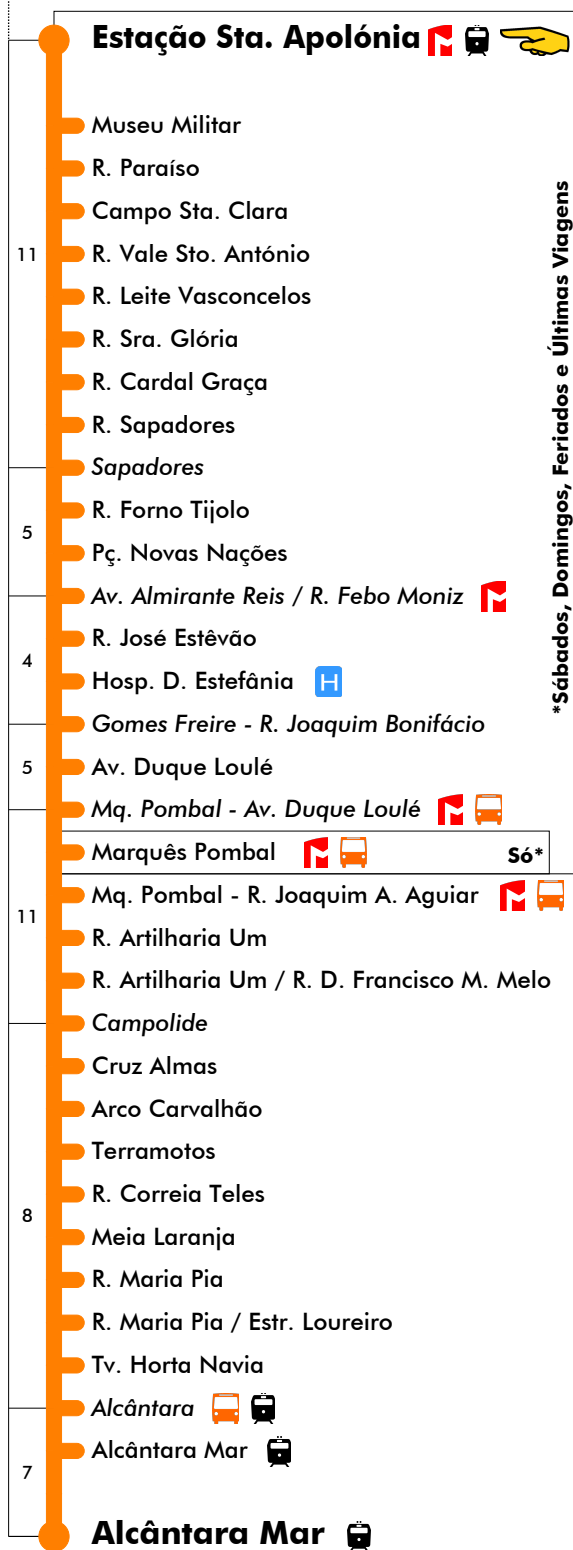 Estação Sta. Apolónia
Museu Militar
R. Paraíso
Campo Sta. Clara
11
R. Vale Sto. António
R. Leite Vasconcelos
R. Sra. Glória
R. Cardal Graça
R. Sapadores
Sapadores
R. Forno Tijolo
5
Pç. Novas Nações
Av. Almirante Reis / R. Febo Moniz
R. José Estêvão
4
Hosp. D. Estefânia H
*Sábados, Domingos, Feriados e Últimas Viagens
Gomes Freire - R. Joaquim Bonifácio
5
Av. Duque Loulé
Mq. Pombal - Av. Duque Loulé
Marquês Pombal Só*
Mq. Pombal - R. Joaquim A. Aguiar
11
R. Artilharia Um
R. Artilharia Um / R. D. Francisco M. Melo
Campolide
Cruz Almas
Arco Carvalhão
Terramotos
R. Correia Teles
8
Meia Laranja
R. Maria Pia
R. Maria Pia / Estr. Loureiro
Tv. Horta Navia
Alcântara
Alcântara Mar
7
Alcântara Mar